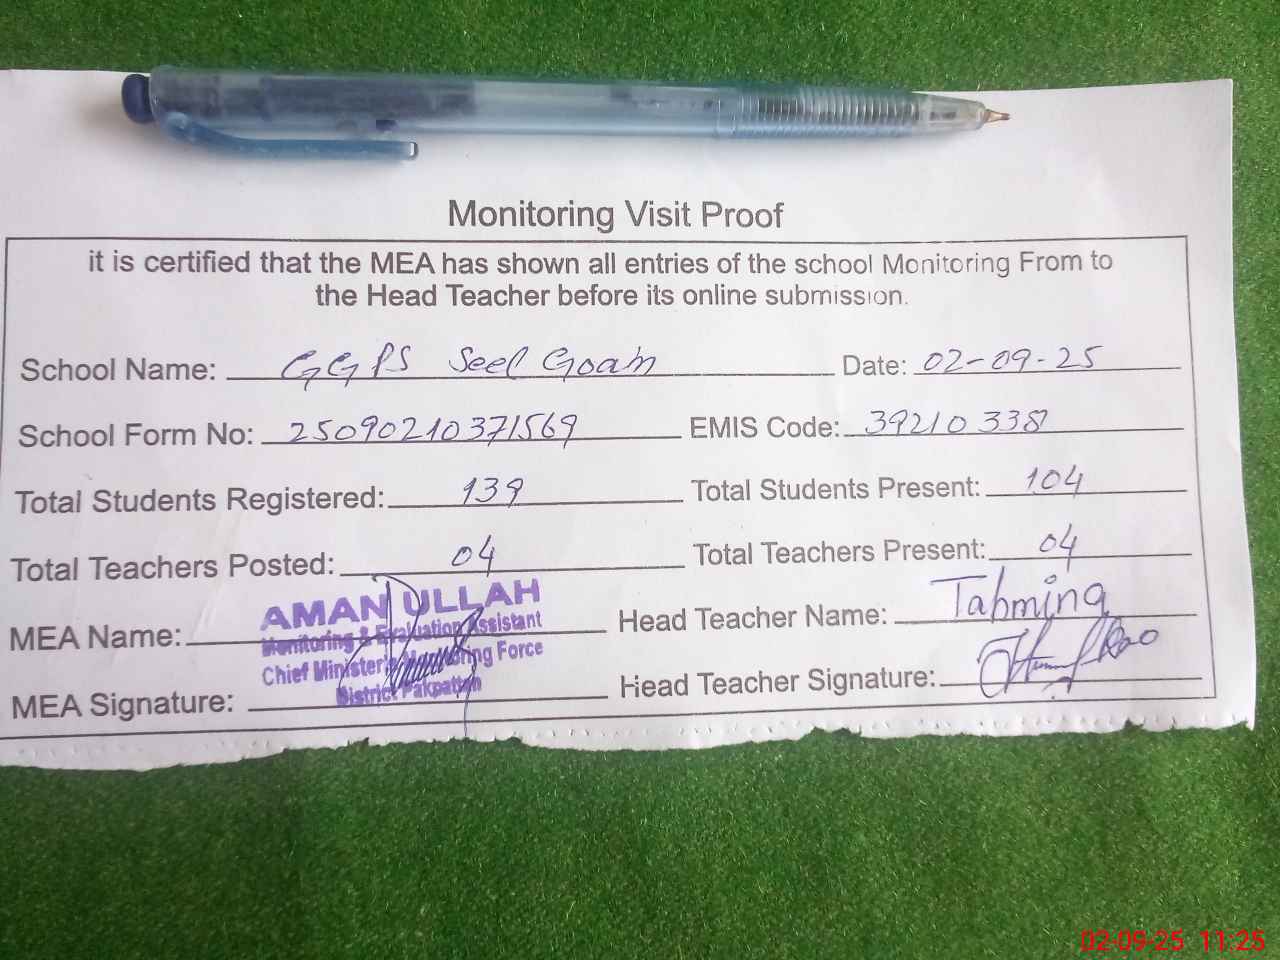 Monitoring Visit Proof
it is certified that the MEA has shown all entries of the school Monitoring From to
the Head Teacher before its online submission.
School Name: GGPS Seel Goath Date: 02-09-25
School Form No: 25090210371569 EMIS Code: 39210338
Total Students Registered: 139 Total Students Present: 104
Total Teachers Posted: 04 Total Teachers Present: 04
AMAN ULLAH
MEA Name: Monitoring & Evaluation Assistant Head Teacher Name: Tahmina
Chief Minister's Monitoring Force
MEA Signature: District Pakpattan Head Teacher Signature:
02-09-25 11:25